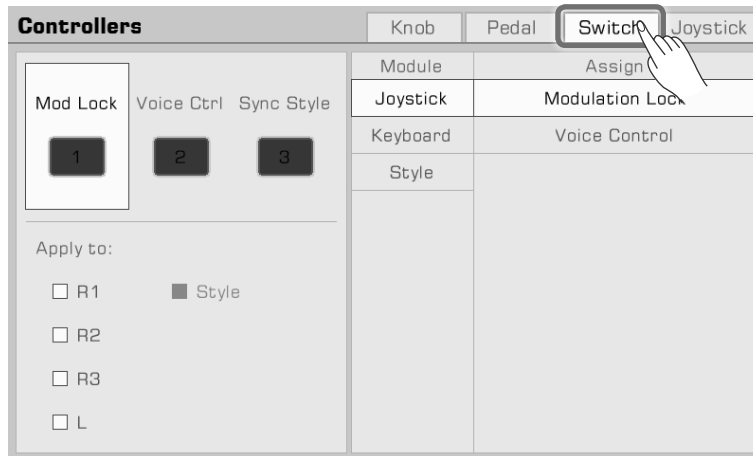 Controllers
Knob
Pedal
Switch
Joystick
Mod Lock
Voice Ctrl
Sync Style
1
2
3
Apply to:
R1
Style
R2
R3
L
Module
Assign
Joystick
Modulation Lock
Keyboard
Voice Control
Style